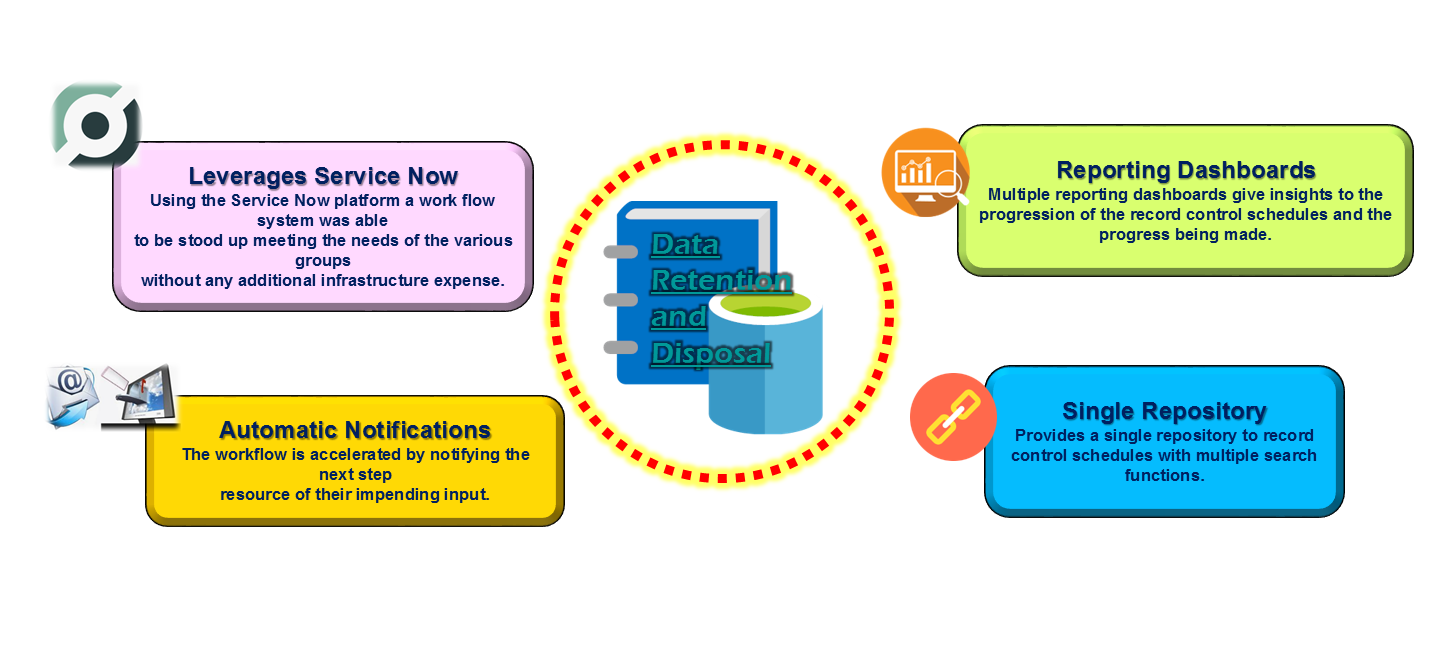 Leverages Service Now
Using the Service Now platform a work flow
system was able
to be stood up meeting the needs of the various
groups
without any additional infrastructure expense.
Automatic Notifications
The workflow is accelerated by notifying the
next step
resource of their impending input.
Data
Retention
and
Disposal
Reporting Dashboards
Multiple reporting dashboards give insights to the
progression of the record control schedules and the
progress being made.
Single Repository
Provides a single repository to record
control schedules with multiple search
functions.